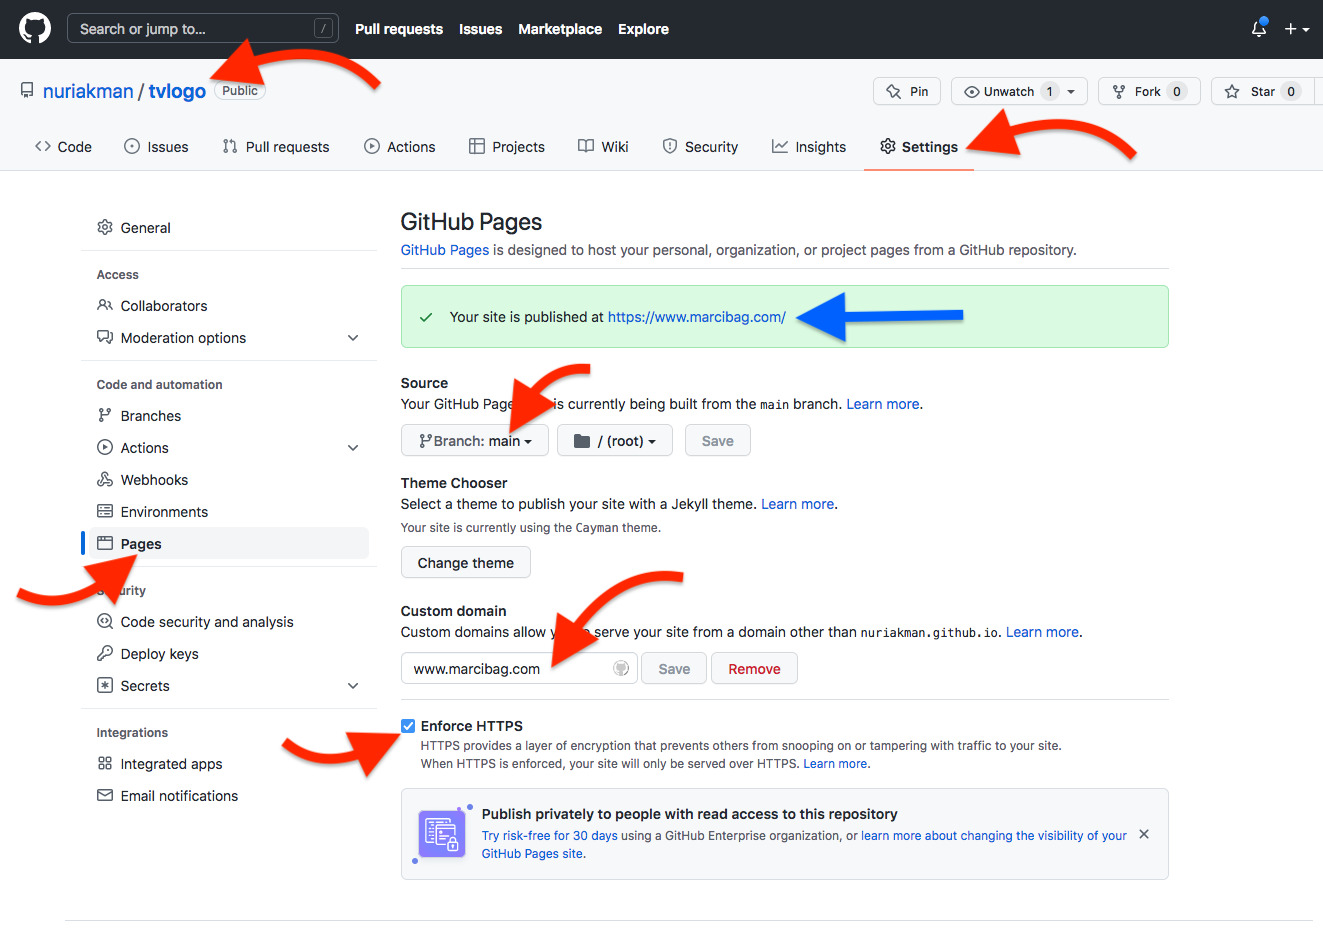 Search or jump to... /
Pull requests Issues Marketplace Explore
nuriakman / tvlogo Public
Pin Unwatch 1 Fork 0 Star 0
Code Issues Pull requests Actions Projects Wiki Security Insights Settings
General
Access
Collaborators
Moderation options
Code and automation
Branches
Actions
Webhooks
Environments
Pages
Code security and analysis
Deploy keys
Secrets
Integrations
Integrated apps
Email notifications
GitHub Pages
GitHub Pages is designed to host your personal, organization, or project pages from a GitHub repository.
Your site is published at https://www.marcibag.com/
Source
Your GitHub is currently being built from the main branch. Learn more.
Branch: main / (root) Save
Theme Chooser
Select a theme to publish your site with a Jekyll theme. Learn more.
Your site is currently using the Cayman theme.
Change theme
Custom domain
Custom domains allow serve your site from a domain other than nuriakman.github.io. Learn more.
www.marcibag.com Save Remove
Enforce HTTPS
HTTPS provides a layer of encryption that prevents others from snooping on or tampering with traffic to your site.
When HTTPS is enforced, your site will only be served over HTTPS. Learn more.
Publish privately to people with read access to this repository
Try risk-free for 30 days using a GitHub Enterprise organization, or learn more about changing the visibility of your
GitHub Pages site.